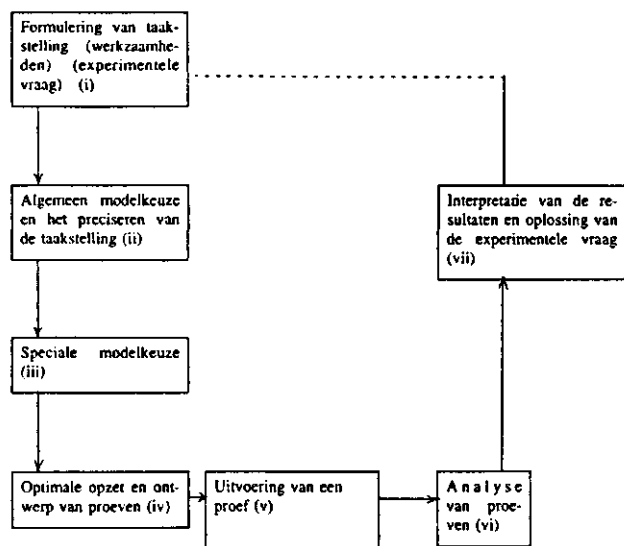 Formulering van taak-
stelling (werkzaamhe-
den) (experimentele
vraag) (i)
Algemeen modelkeuze
en het preciseren van
de taakstelling (ii)
Interpretatie van de re-
sultaten en oplossing van
de experimentele vraag
(vii)
Speciale modelkeuze
(iii)
Optimale opzet en ont-
werp van proeven (iv)
Uitvoering van een
proef (v)
Analyse
van proe-
ven (vi)